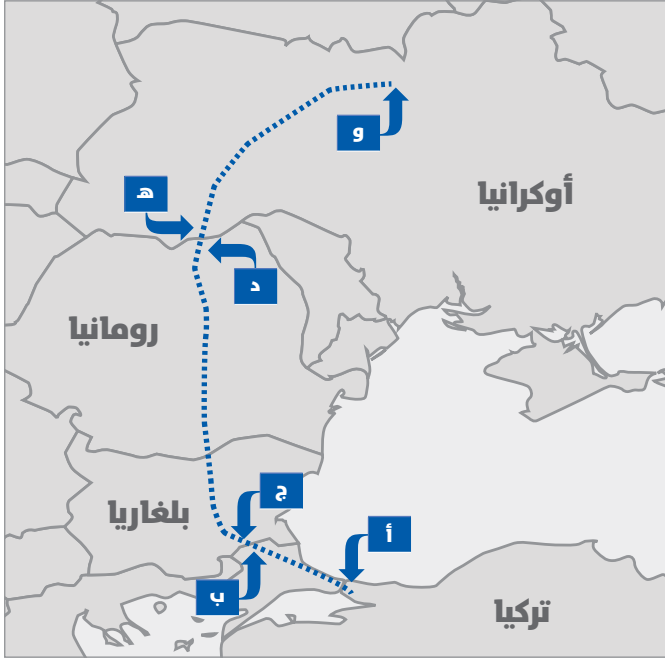 و
أوكرانيا
هـ
د
رومانيا
ج
بلغاريا
أ
ب
تركيا